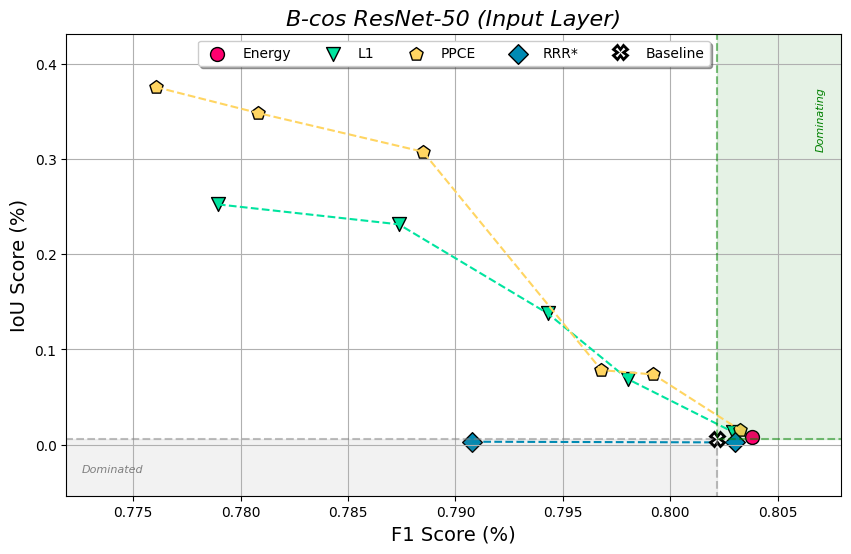 B-cos ResNet-50 (Input Layer)
Energy L1 PPCE RRR* Baseline
Dominating
Dominated
IoU Score (%)
0.4
0.3
0.2
0.1
0.0
0.775 0.780 0.785 0.790 0.795 0.800 0.805
F1 Score (%)